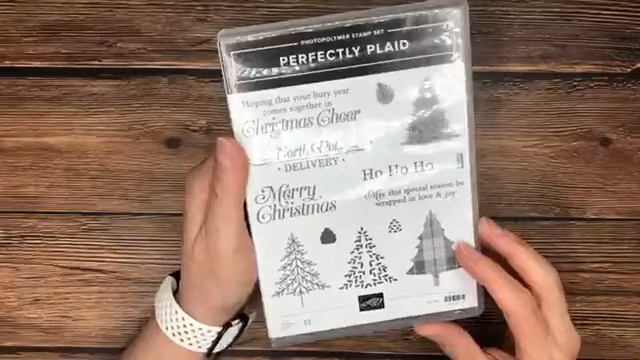 PHOTOPOLYMER STAMP SET
PERFECTLY PLAID
Hoping that your busy year
comes together in
Christmas Cheer
North Pole
• DELIVERY •
Ho Ho Ho
Merry
Christmas
May this special season be
wrapped in love & joy